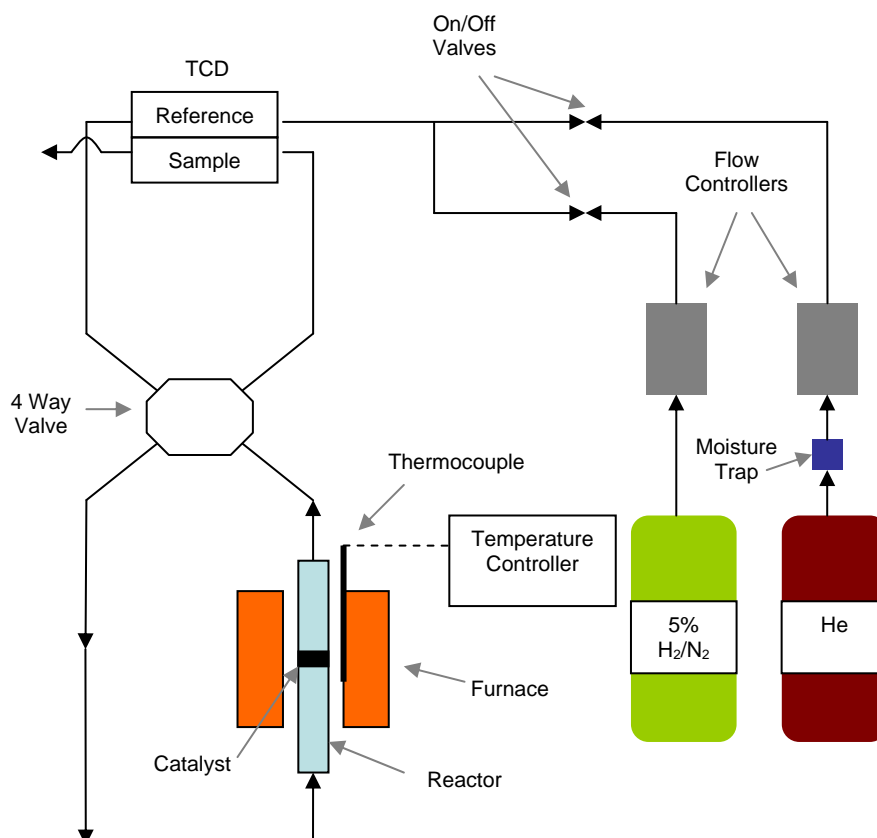 On/Off
Valves
TCD
Reference
Sample
Flow
Controllers
4 Way
Valve
Moisture
Trap
Thermocouple
Temperature
Controller
5%
H₂/N₂
He
Furnace
Catalyst
Reactor